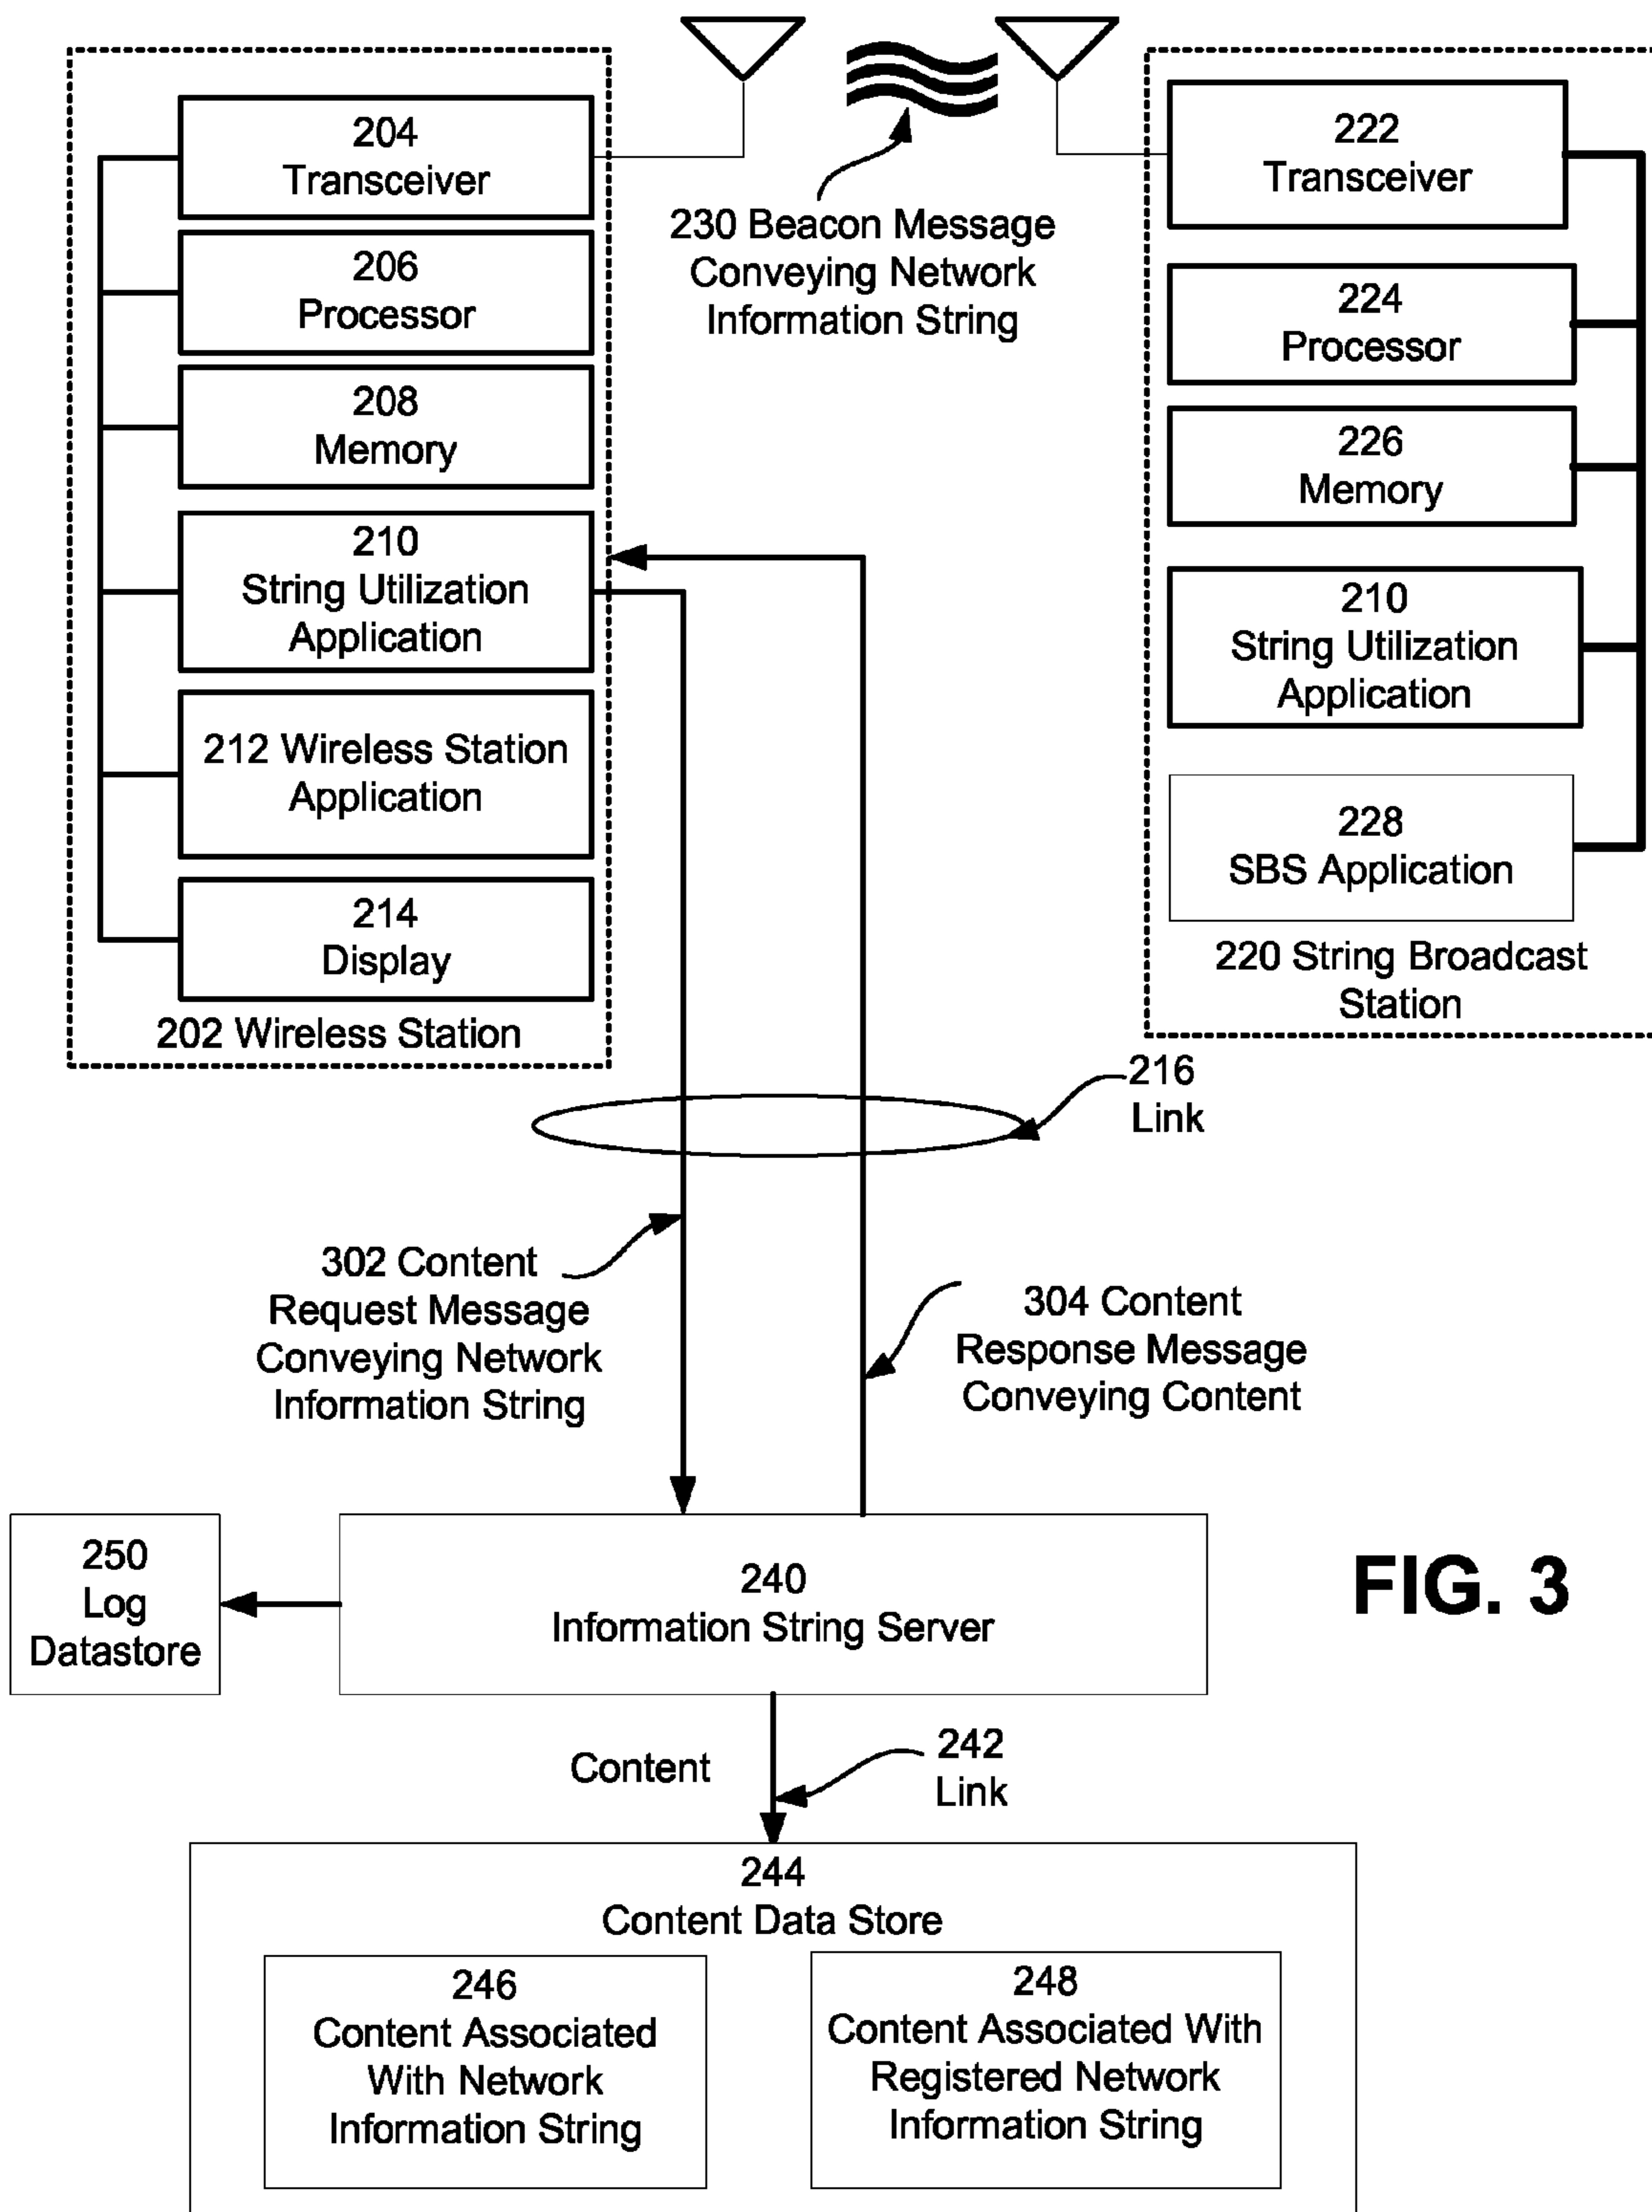 204
Transceiver
206
Processor
208
Memory
210
String Utilization
Application
212 Wireless Station
Application
214
Display
202 Wireless Station
230 Beacon Message
Conveying Network
Information String
222
Transceiver
224
Processor
226
Memory
210
String Utilization
Application
228
SBS Application
220 String Broadcast
Station
216
Link
302 Content
Request Message
Conveying Network
Information String
304 Content
Response Message
Conveying Content
250
Log
Datastore
240
Information String Server
FIG. 3
Content
242
Link
244
Content Data Store
246
Content Associated
With Network
Information String
248
Content Associated With
Registered Network
Information String